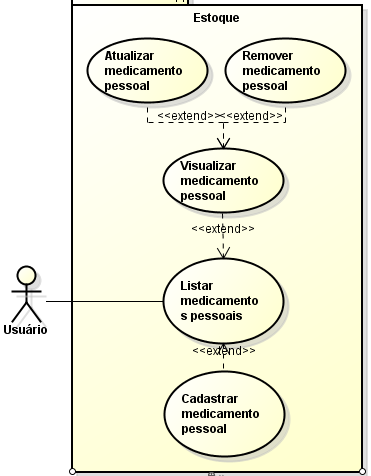 Estoque
Atualizar
medicamento
pessoal
Remover
medicamento
pessoal
<<extend>>
<<extend>>
Visualizar
medicamento
pessoal
<<extend>>
Listar
medicamento
s pessoais
Usuário
<<extend>>
Cadastrar
medicamento
pessoal